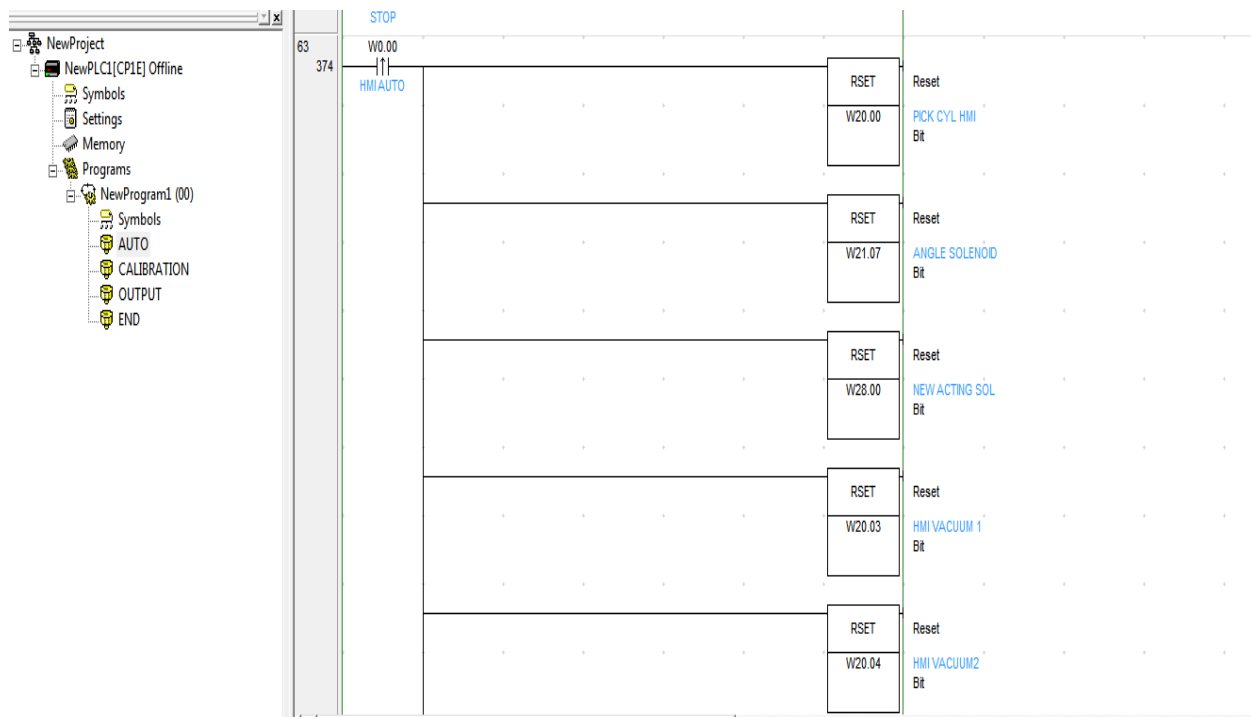 NewProject
NewPLC1[CP1E] Offline
Symbols
Settings
Memory
Programs
NewProgram1 (00)
Symbols
AUTO
CALIBRATION
OUTPUT
END
STOP
63
374
W0.00
HMI AUTO
RSET
Reset
W20.00
PICK CYL HMI
Bit
RSET
Reset
W21.07
ANGLE SOLENOID
Bit
RSET
Reset
W28.00
NEW ACTING SOL
Bit
RSET
Reset
W20.03
HMI VACUUM 1
Bit
RSET
Reset
W20.04
HMI VACUUM2
Bit